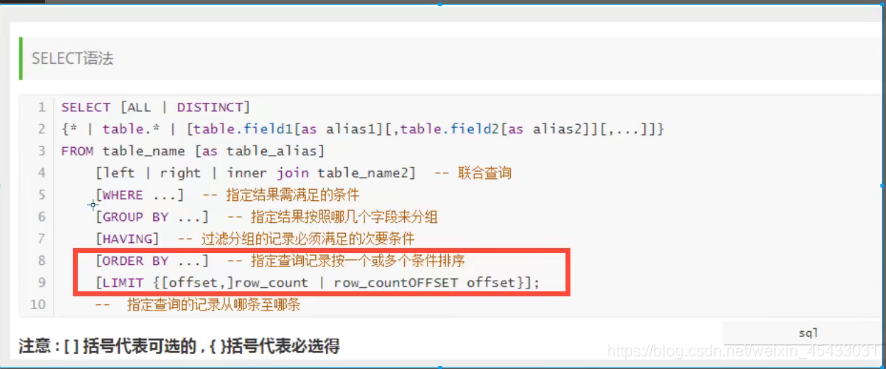 SELECT语法
1 SELECT [ALL | DISTINCT]
2 {* | table.* | [table.field1[as alias1][,table.field2[as alias2]][,...]]}
3 FROM table_name [as table_alias]
4 [left | right | inner join table_name2] -- 联合查询
5 [WHERE ...] -- 指定结果需满足的条件
6 [GROUP BY ...] -- 指定结果按照哪几个字段来分组
7 [HAVING] -- 过滤分组的记录必须满足的次要条件
8 [ORDER BY ...] -- 指定查询记录按一个或多个条件排序
9 [LIMIT {[offset,]row_count | row_countOFFSET offset}];
10 -- 指定查询的记录从哪条至哪条
sql
注意 : [ ] 括号代表可选的 , { }括号代表必选得
https://blog.csdn.net/weixin_45433031